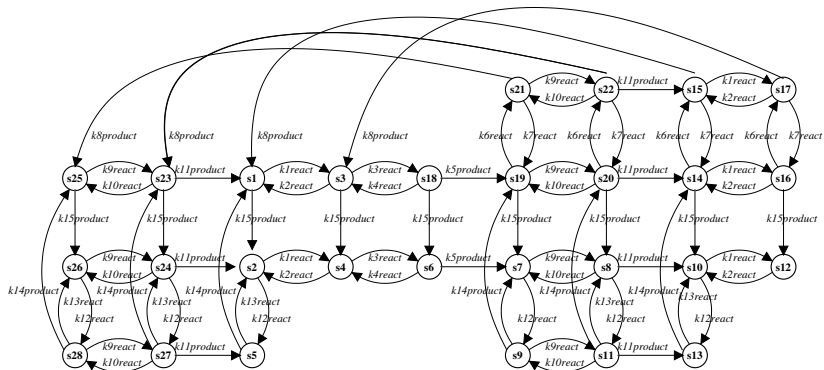 s21 k9react s22 k11product s15 k1react s17
k10react k2react
k8product k8product k8product k8product k6react k7react k6react k7react k6react k7react k6react k7react
s25 k9react s23 k11product s1 k1react s3 k3react s18 k5product s19 k9react s20 k11product s14 k1react s16
k10react k2react k4react k10react k2react
k15product k15product k15product k15product k15product k15product k15product k15product k15product
s26 k9react s24 k11product s2 k1react s4 k3react s6 k5product s7 k9react s8 k11product s10 k1react s12
k10react k2react k4react k10react k2react
k14product k14product k14product k14product k14product k14product
k13react k13react k13react k13react k13react
k12react k12react k12react k12react k12react k12react
s28 k9react s27 k11product s5 s9 k9react s11 k11product s13
k10react k10react